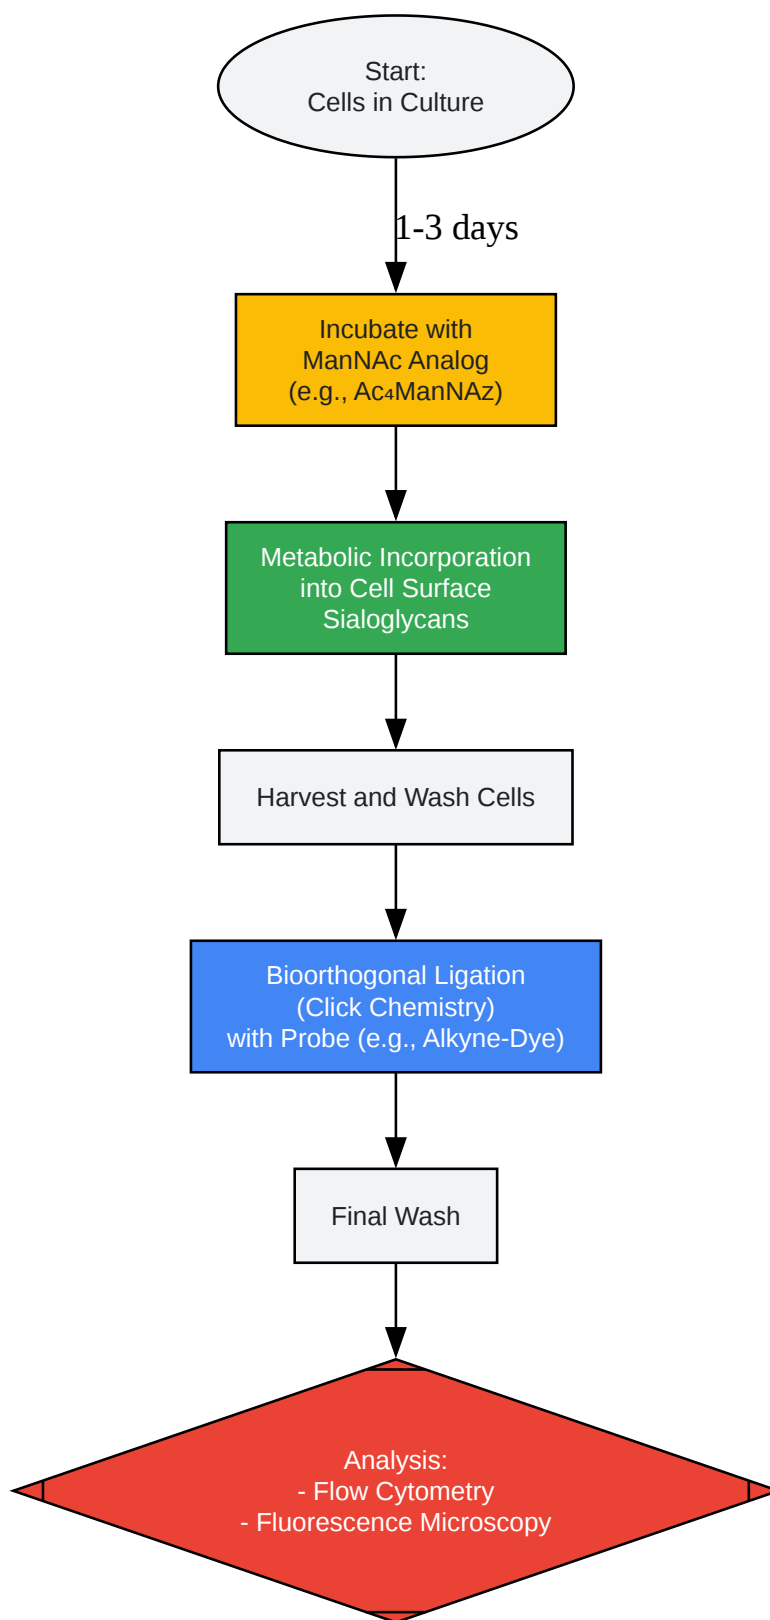 Start:
Cells in Culture
1-3 days
Incubate with
ManNAc Analog
(e.g., Ac₄ManNAz)
Metabolic Incorporation
into Cell Surface
Sialoglycans
Harvest and Wash Cells
Bioorthogonal Ligation
(Click Chemistry)
with Probe (e.g., Alkyne-Dye)
Final Wash
Analysis:
- Flow Cytometry
- Fluorescence Microscopy